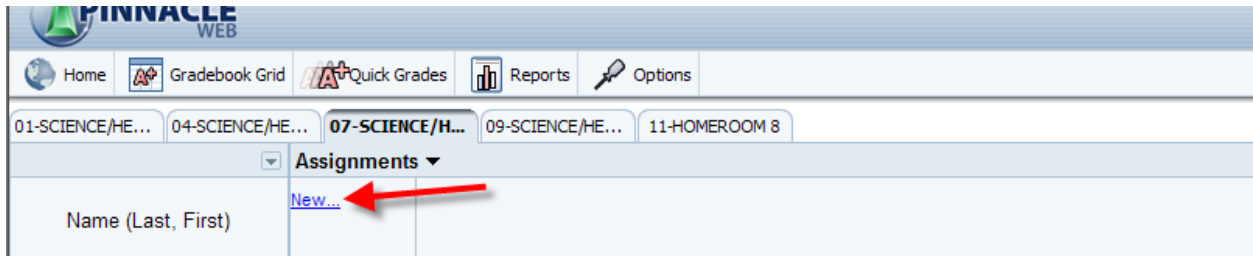 PINNACLE
WEB
Home Gradebook Grid Quick Grades Reports Options
01-SCIENCE/HE... 04-SCIENCE/HE... 07-SCIENCE/H... 09-SCIENCE/HE... 11-HOMEROOM 8
Assignments
New...
Name (Last, First)